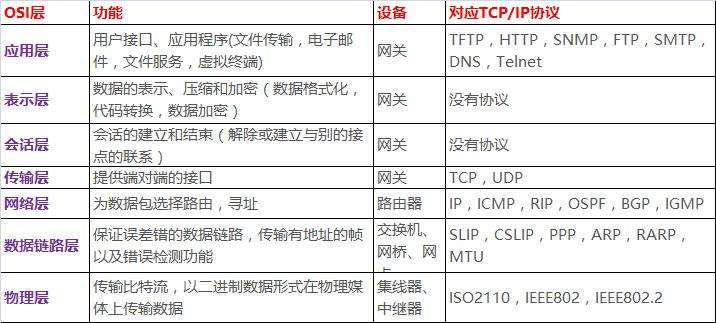 OSI层 功能 设备 对应TCP/IP协议
应用层 用户接口、应用程序(文件传输，电子邮 网关 TFTP，HTTP，SNMP，FTP，SMTP，
件，文件服务，虚拟终端) DNS，Telnet
表示层 数据的表示、压缩和加密（数据格式化， 网关 没有协议
代码转换，数据加密）
会话层 会话的建立和结束（解除或建立与别的接 网关 没有协议
点的联系）
传输层 提供端对端的接口 网关 TCP，UDP
网络层 为数据包选择路由，寻址 路由器 IP，ICMP，RIP，OSPF，BGP，IGMP
数据链路层 保证误差错的数据链路，传输有地址的帧 交换机、 SLIP，CSLIP，PPP，ARP，RARP，
以及错误检测功能 网桥、网 MTU
物理层 传输比特流，以二进制数据形式在物理媒 集线器、 ISO2110，IEEE802，IEEE802.2
体上传输数据 中继器